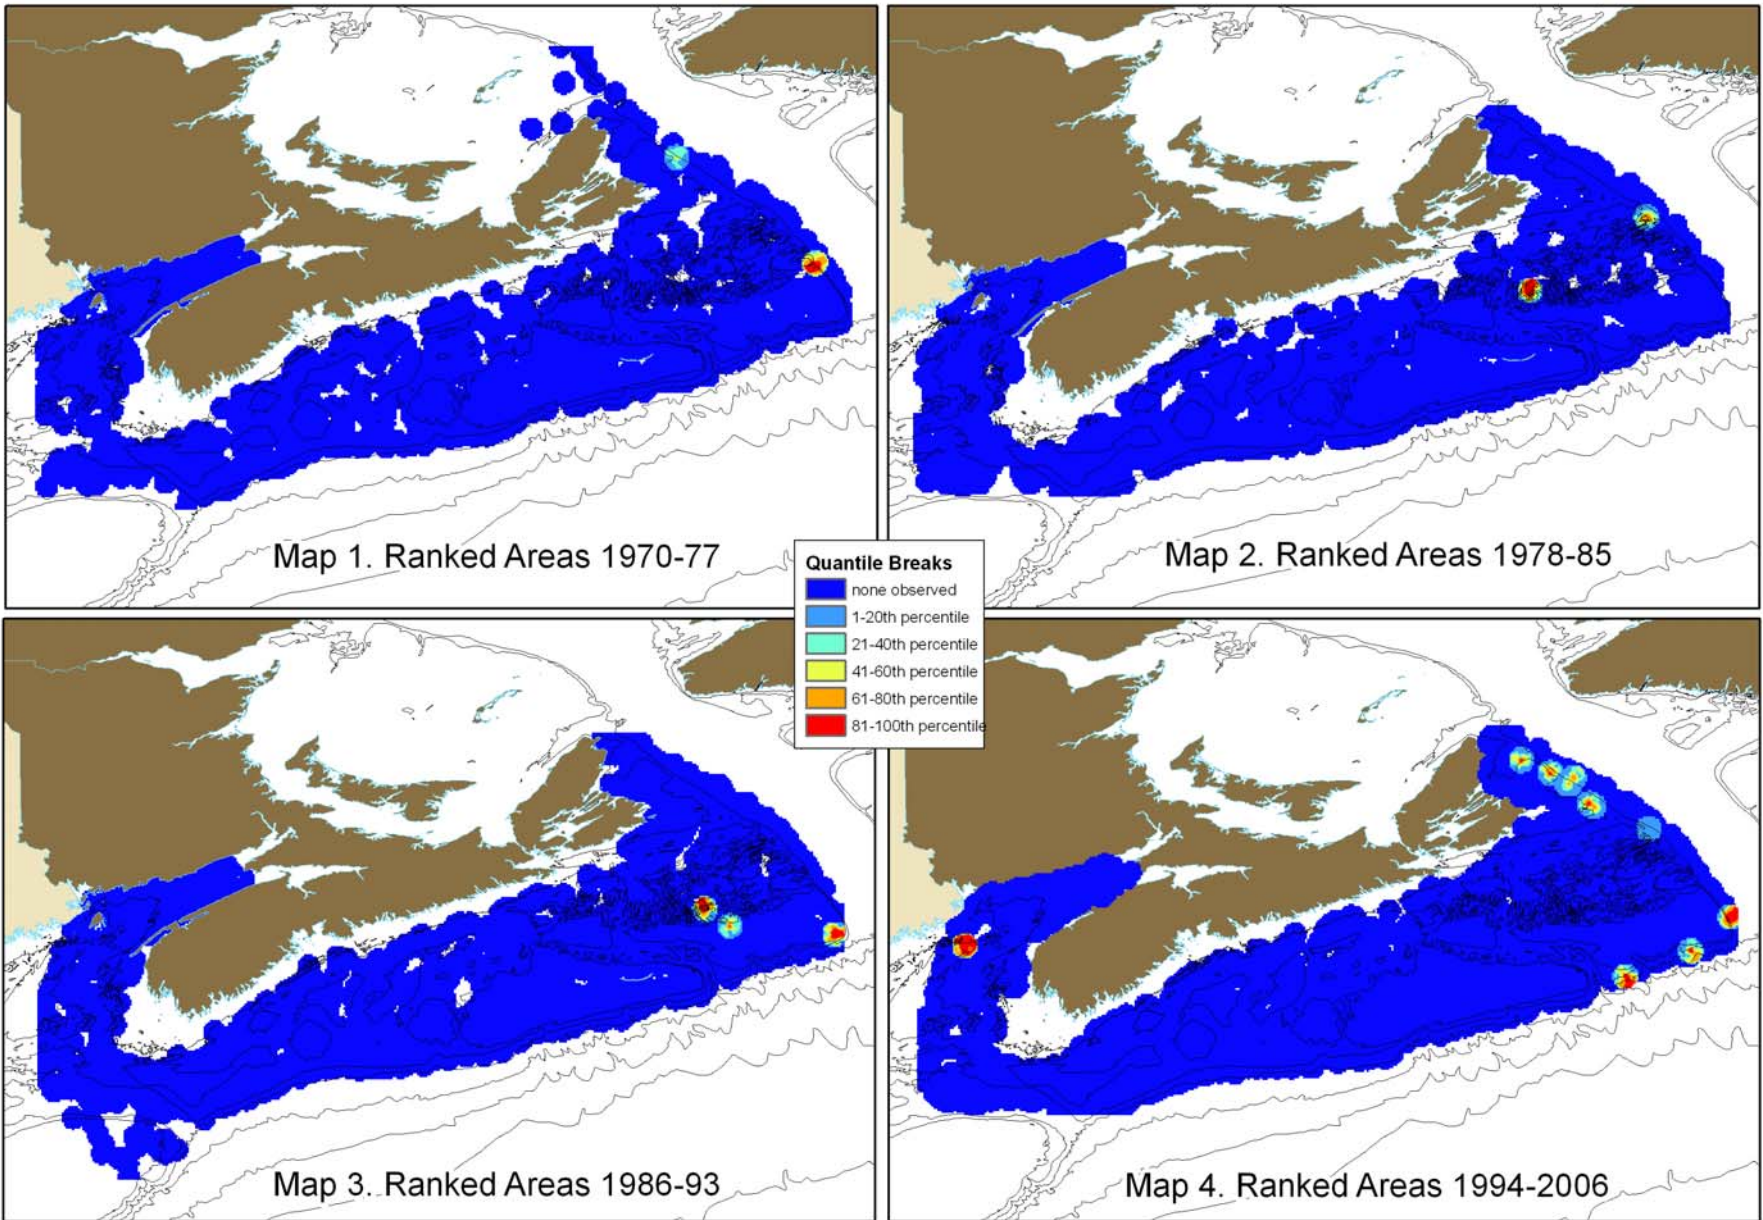 Map 1. Ranked Areas 1970-77
Map 2. Ranked Areas 1978-85
Quantile Breaks
none observed
1-20th percentile
21-40th percentile
41-60th percentile
61-80th percentile
81-100th percentile
Map 3. Ranked Areas 1986-93
Map 4. Ranked Areas 1994-2006